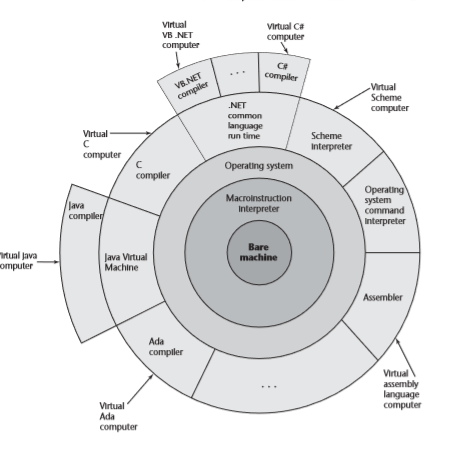 Virtual
VB .NET
computer
Virtual C#
computer
VB.NET
compiler
. . .
C#
compiler
Virtual
Scheme
computer
.NET
common
language
run time
Scheme
interpreter
Virtual
C
computer
C
compiler
Operating system
Operating
system
command
interpreter
Macroinstruction
interpreter
Java
compiler
Bare
machine
Java Virtual
Machine
irtual Java
omputer
Assembler
Ada
compiler
. . .
Virtual
assembly
language
computer
Virtual
Ada
computer